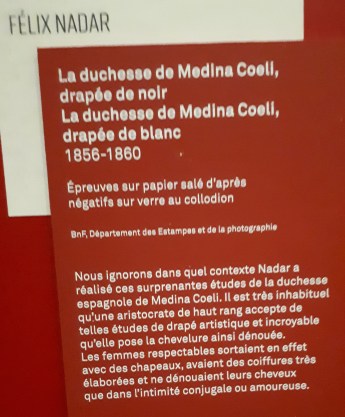 FÉLIX NADAR
La duchesse de Medina Coeli,
drapée de noir
La duchesse de Medina Coeli,
drapée de blanc
1856-1860
Épreuves sur papier salé d'après
négatifs sur verre au collodion
BnF, Département des Estampes et de la photographie
Nous ignorons dans quel contexte Nadar a
réalisé ces surprenantes études de la duchesse
espagnole de Medina Coeli. Il est très inhabituel
qu'une aristocrate de haut rang accepte de
telles études de drapé artistique et incroyable
qu'elle pose la chevelure ainsi dénouée.
Les femmes respectables sortaient en effet
avec des chapeaux, avaient des coiffures très
élaborées et ne dénouaient leurs cheveux
que dans l'intimité conjugale ou amoureuse.